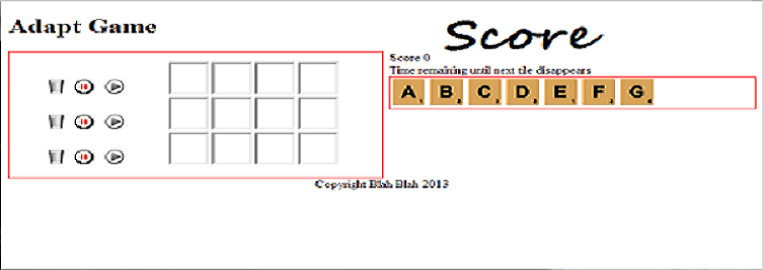 Adapt Game
Score
Score 0
Time remaining until next tile disappears
A B C D E F G
Copyright Blah Blah 2013